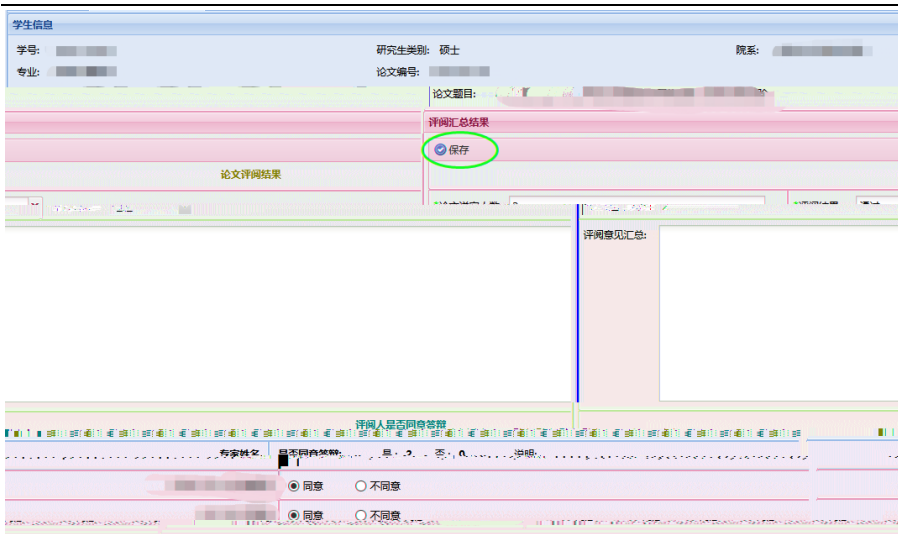 学生信息
学号: 研究生类别: 硕士 院系:
专业: 论文编号:
论文题目:
评阅汇总结果
保存
论文评阅结果
评阅意见汇总:
评阅人是否同意答辩
专家姓名 是否同意答辩: 是: 2 否: 0 说明:
同意 不同意
同意 不同意